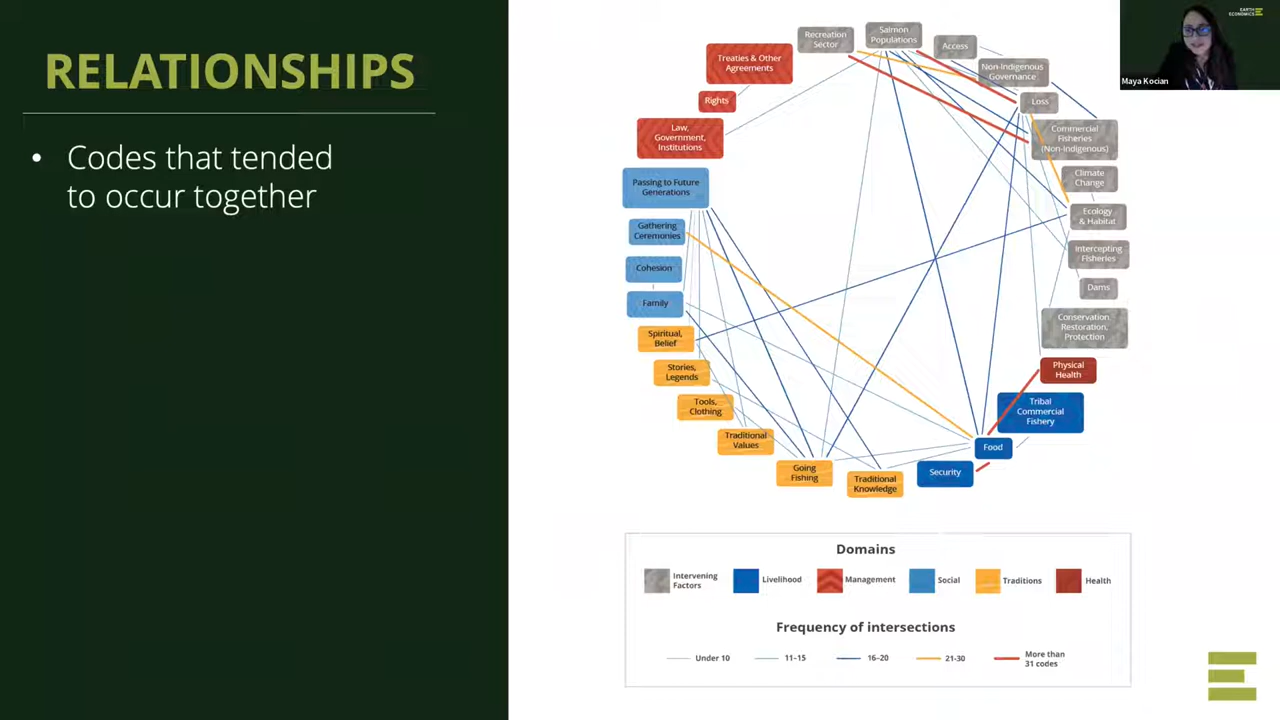 RELATIONSHIPS
• Codes that tended
to occur together
EARTH
ECONOMICS
Maya Kocian
Recreation
Sector
Salmon
Populations
Access
Non-Indigenous
Governance
Loss
Commercial
Fisheries
(Non-Indigenous)
Climate
Change
Ecology
& Habitat
Intercepting
Fisheries
Dams
Conservation,
Restoration,
Protection
Physical
Health
Tribal
Commercial
Fishery
Food
Security
Traditional
Knowledge
Going
Fishing
Traditional
Values
Tools,
Clothing
Stories,
Legends
Spiritual,
Belief
Family
Cohesion
Gathering
Ceremonies
Passing to Future
Generations
Law,
Government,
Institutions
Rights
Treaties & Other
Agreements
Domains
Intervening
Factors
Livelihood
Management
Social
Traditions
Health
Frequency of intersections
Under 10
11–15
16–20
21-30
More than
31 codes